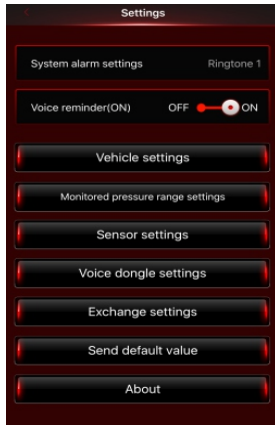 Settings
System alarm settings Ringtone 1
Voice reminder(ON) OFF ON
Vehicle settings
Monitored pressure range settings
Sensor settings
Voice dongle settings
Exchange settings
Send default value
About